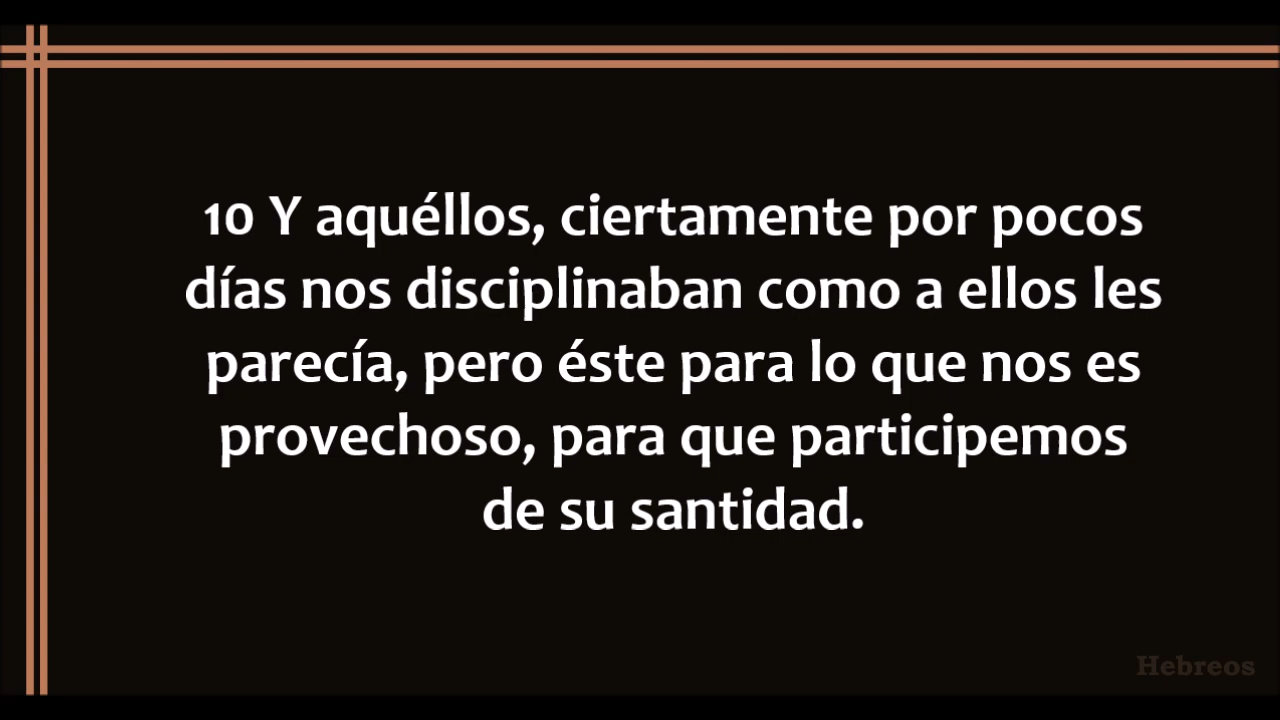 10 Y aquéllos, ciertamente por pocos
días nos disciplinaban como a ellos les
parecía, pero éste para lo que nos es
provechoso, para que participemos
de su santidad.
Hebreos